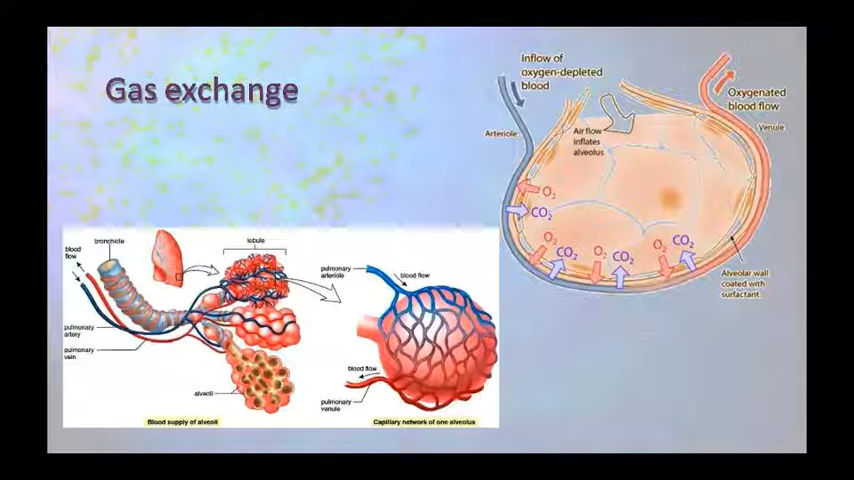 Gas exchange
Inflow of
oxygen-depleted
blood
Oxygenated
blood flow
Arteriole
Air flow
inflates
alveolus
Venule
O2
CO2
O2
CO2
O2
CO2
O2
CO2
Alveolar wall
coated with
surfactant.
blood
flow
bronchiole
lobule
pulmonary
artery
pulmonary
vein
alveoli
Blood supply of alveoli
pulmonary
arteriole
blood flow
blood flow
pulmonary
venule
Capillary network of one alveolus